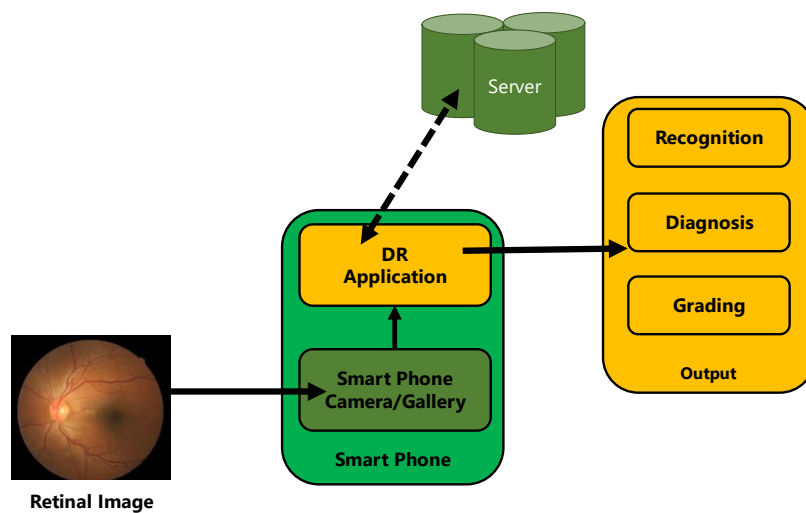 Server
Recognition
Diagnosis
Grading
Output
DR
Application
Smart Phone
Camera/Gallery
Smart Phone
Retinal Image